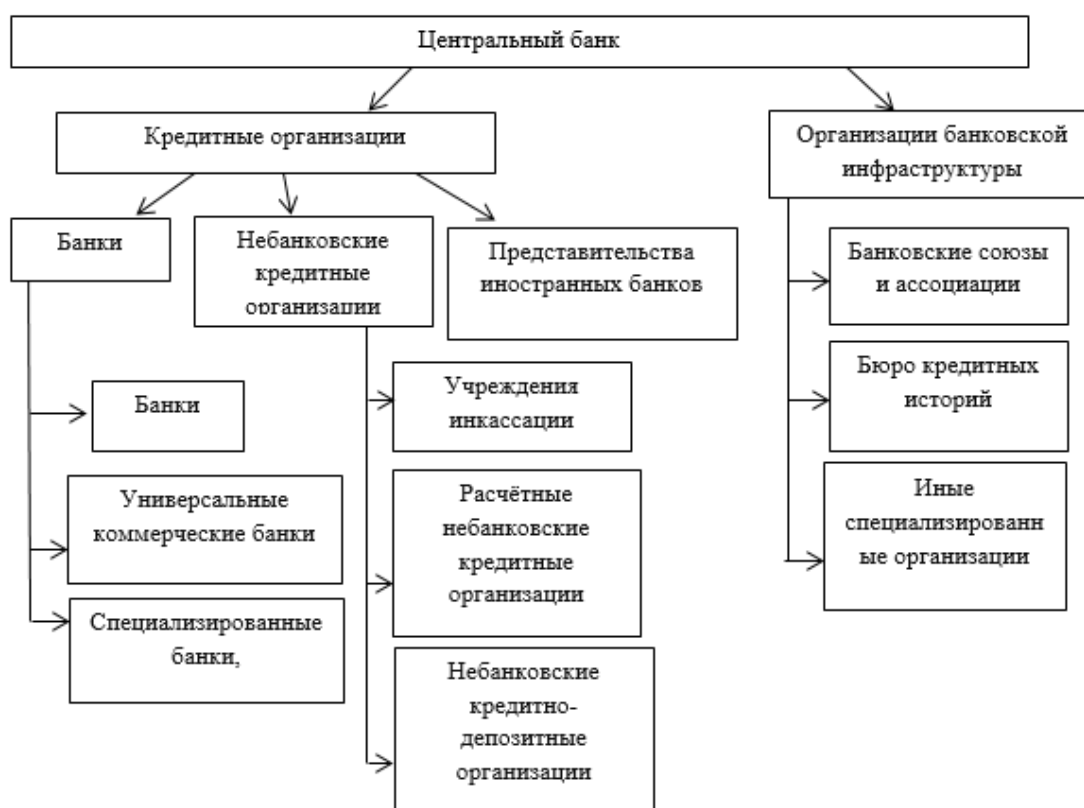 Центральный банк
Кредитные организации
Организации банковской
инфраструктуры
Банки
Небанковские
кредитные
организации
Представительства
иностранных банков
Банковские союзы
и ассоциации
Банки
Учреждения
инкассации
Бюро кредитных
историй
Универсальные
коммерческие банки
Расчётные
небанковские
кредитные
организации
Иные
специализированн
ые организации
Специализированные
банки,
Небанковские
кредитно-
депозитные
организации